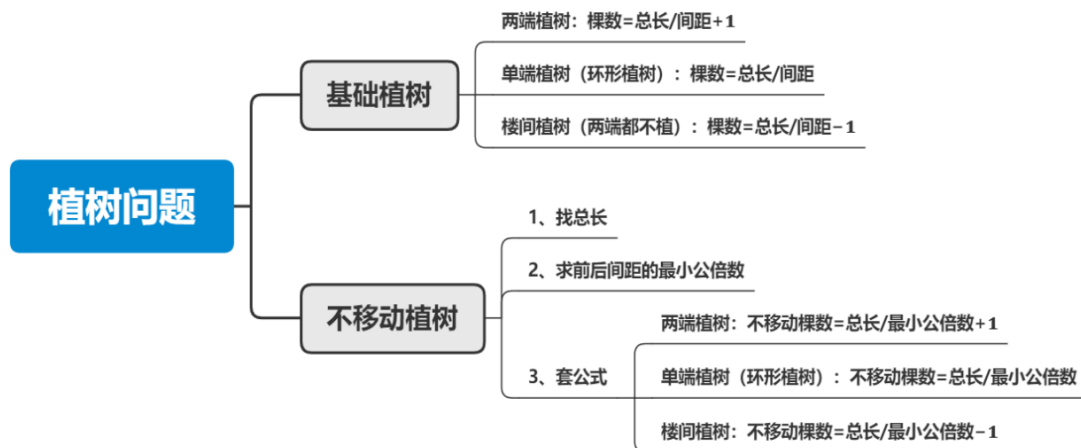 植树问题
基础植树
两端植树：棵数=总长/间距+1
单端植树（环形植树）：棵数=总长/间距
楼间植树（两端都不植）：棵数=总长/间距−1
不移动植树
1、找总长
2、求前后间距的最小公倍数
3、套公式
两端植树：不移动棵数=总长/最小公倍数+1
单端植树（环形植树）：不移动棵数=总长/最小公倍数
楼间植树：不移动棵数=总长/最小公倍数−1